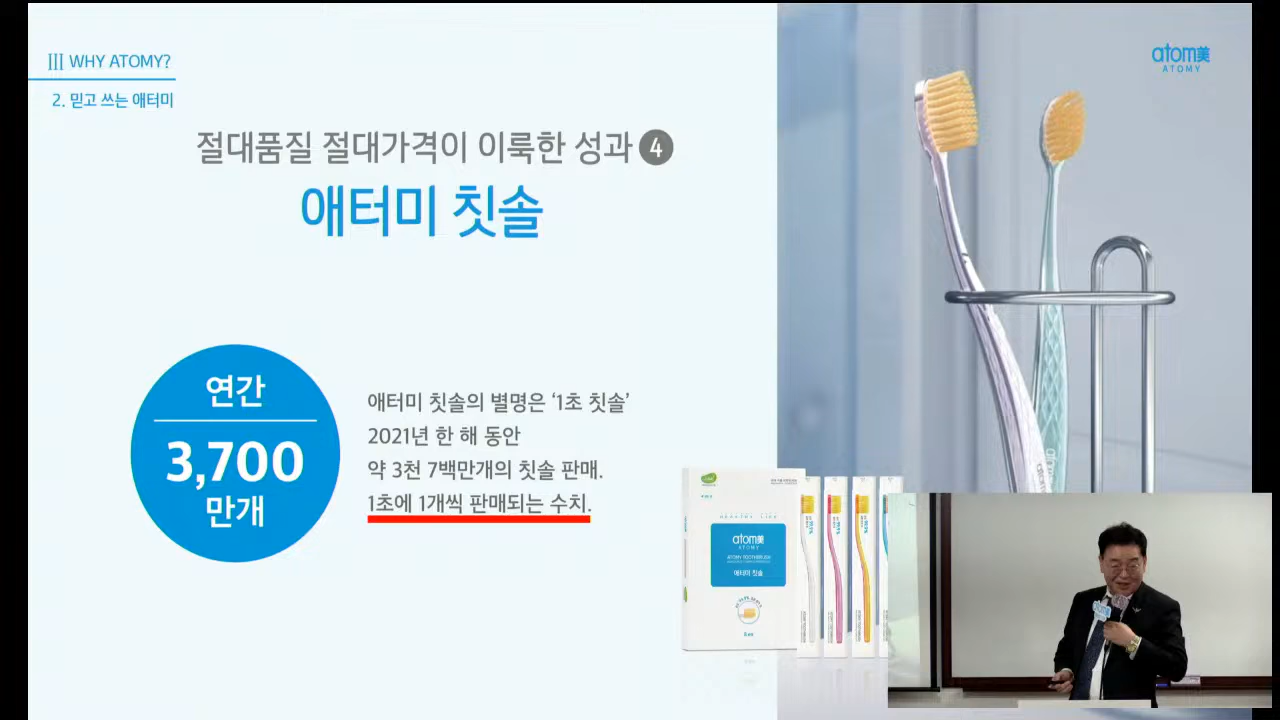 III WHY ATOMY?
2. 믿고 쓰는 애터미
atom美
ATOMY
절대품질 절대가격이 이룩한 성과 4
애터미 칫솔
연간
3,700
만개
애터미 칫솔의 별명은 ‘1초 칫솔’
2021년 한 해 동안
약 3천 7백만개의 칫솔 판매.
1초에 1개씩 판매되는 수치.
atom美
ATOMY
ATOMY TOOTHBRUSH
애터미 칫솔